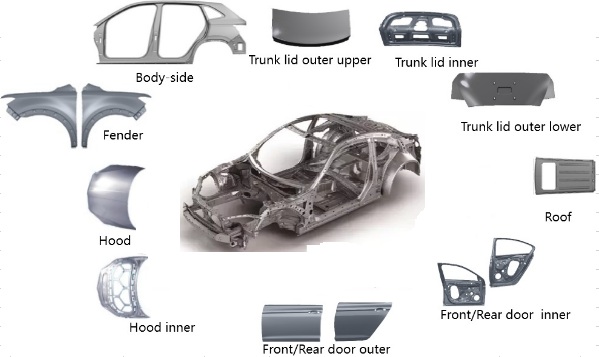 Body-side
Trunk lid outer upper
Trunk lid inner
Fender
Trunk lid outer lower
Hood
Roof
Hood inner
Front/Rear door inner
Front/Rear door outer